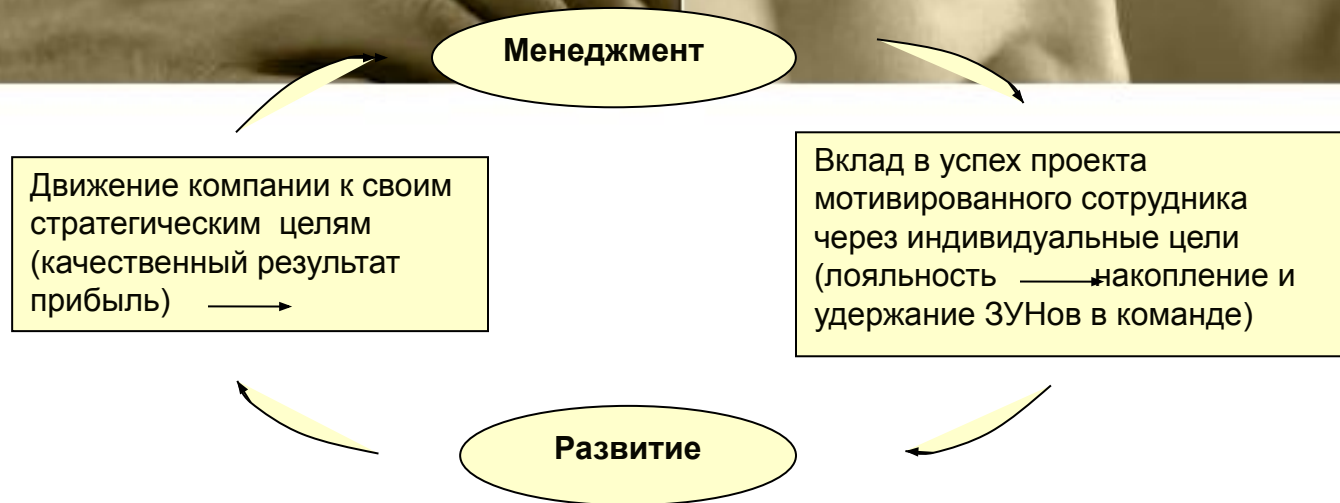 Менеджмент
Движение компании к своим
стратегическим целям
(качественный результат
прибыль)
Вклад в успех проекта
мотивированного сотрудника
через индивидуальные цели
(лояльность накопление и
удержание ЗУНов в команде)
Развитие